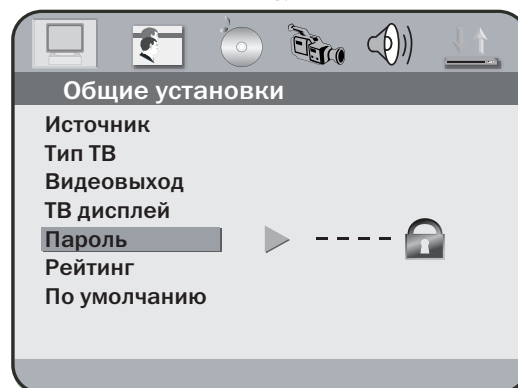 Общие установки
Источник
Тип ТВ
Видеовыход
ТВ дисплей
Пароль ----
Рейтинг
По умолчанию